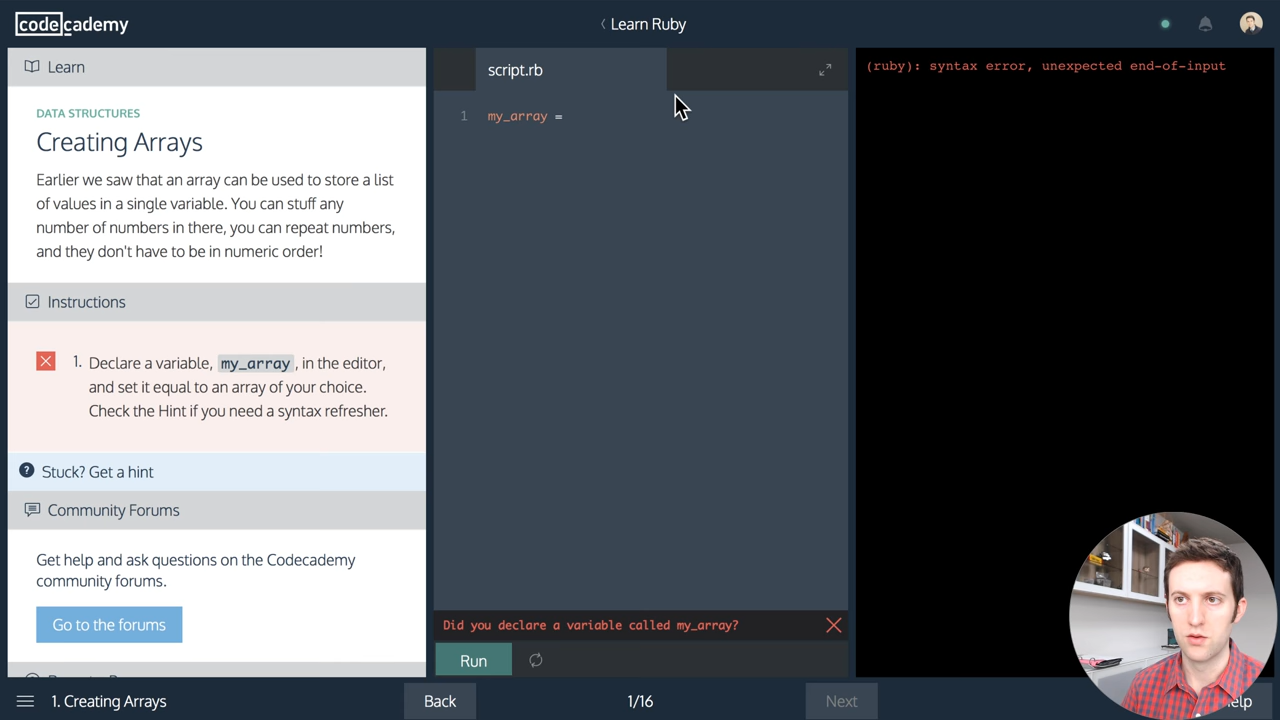 codecademy
Learn Ruby
Learn
DATA STRUCTURES
Creating Arrays
Earlier we saw that an array can be used to store a list
of values in a single variable. You can stuff any
number of numbers in there, you can repeat numbers,
and they don't have to be in numeric order!
Instructions
1. Declare a variable, my_array , in the editor,
and set it equal to an array of your choice.
Check the Hint if you need a syntax refresher.
Stuck? Get a hint
Community Forums
Get help and ask questions on the Codecademy
community forums.
Go to the forums
script.rb
1 my_array =
Did you declare a variable called my_array?
Run
(ruby): syntax error, unexpected end-of-input
1. Creating Arrays
Back
1/16
Next